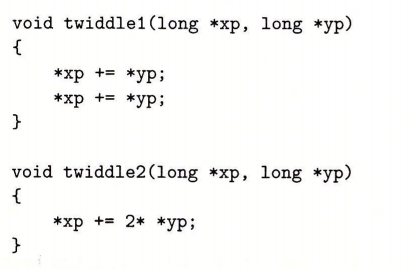 void twiddle1(long *xp, long *yp)
{
    *xp += *yp;
    *xp += *yp;
}

void twiddle2(long *xp, long *yp)
{
    *xp += 2* *yp;
}